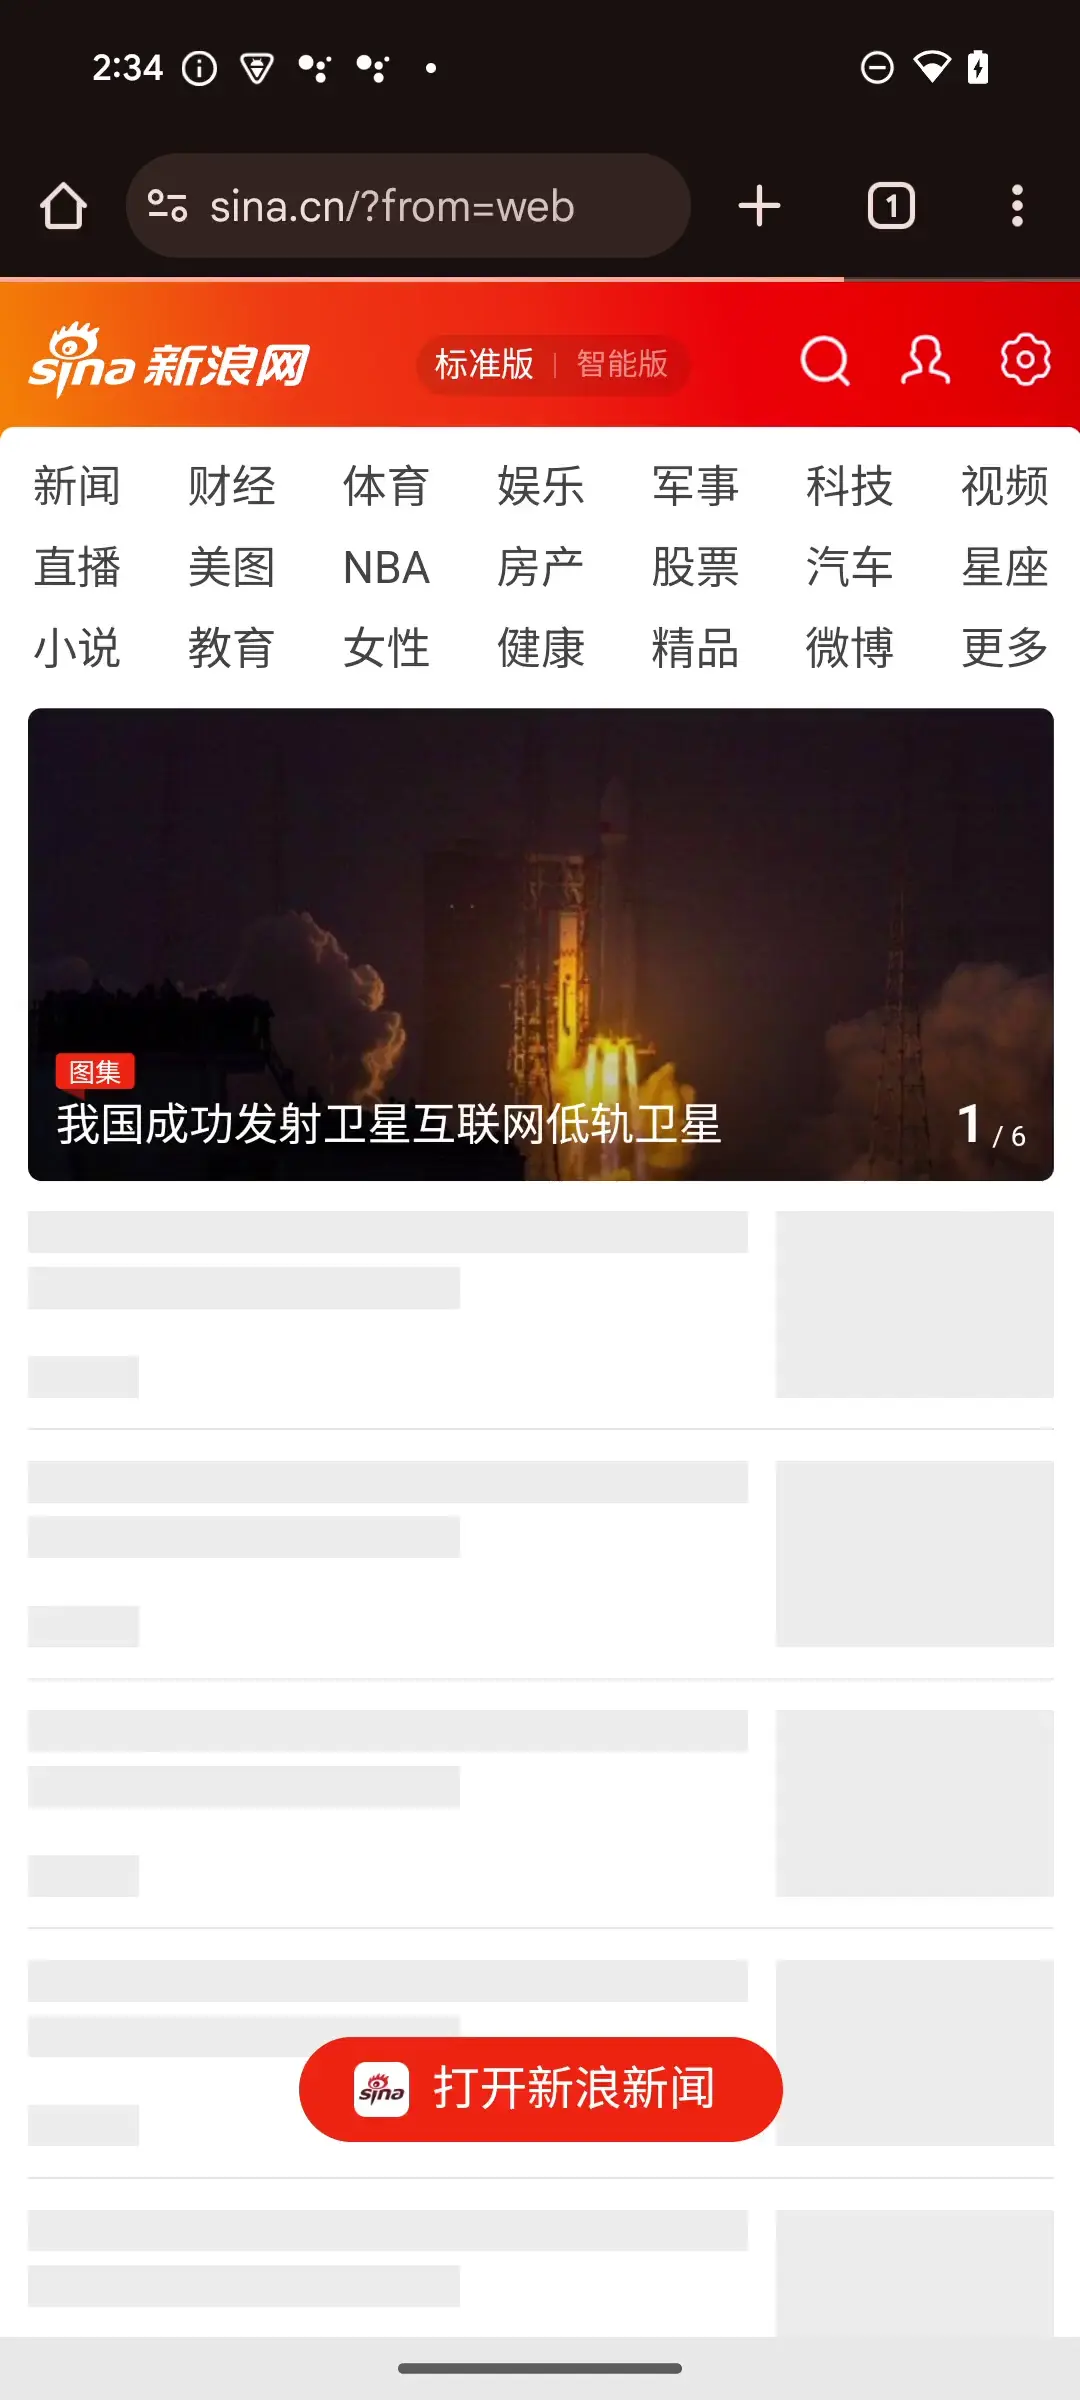 2:34
sina.cn/?from=web
1
sina 新浪网
标准版 | 智能版
新闻 财经 体育 娱乐 军事 科技 视频
直播 美图 NBA 房产 股票 汽车 星座
小说 教育 女性 健康 精品 微博 更多
图集
我国成功发射卫星互联网低轨卫星
1 / 6
sina 打开新浪新闻